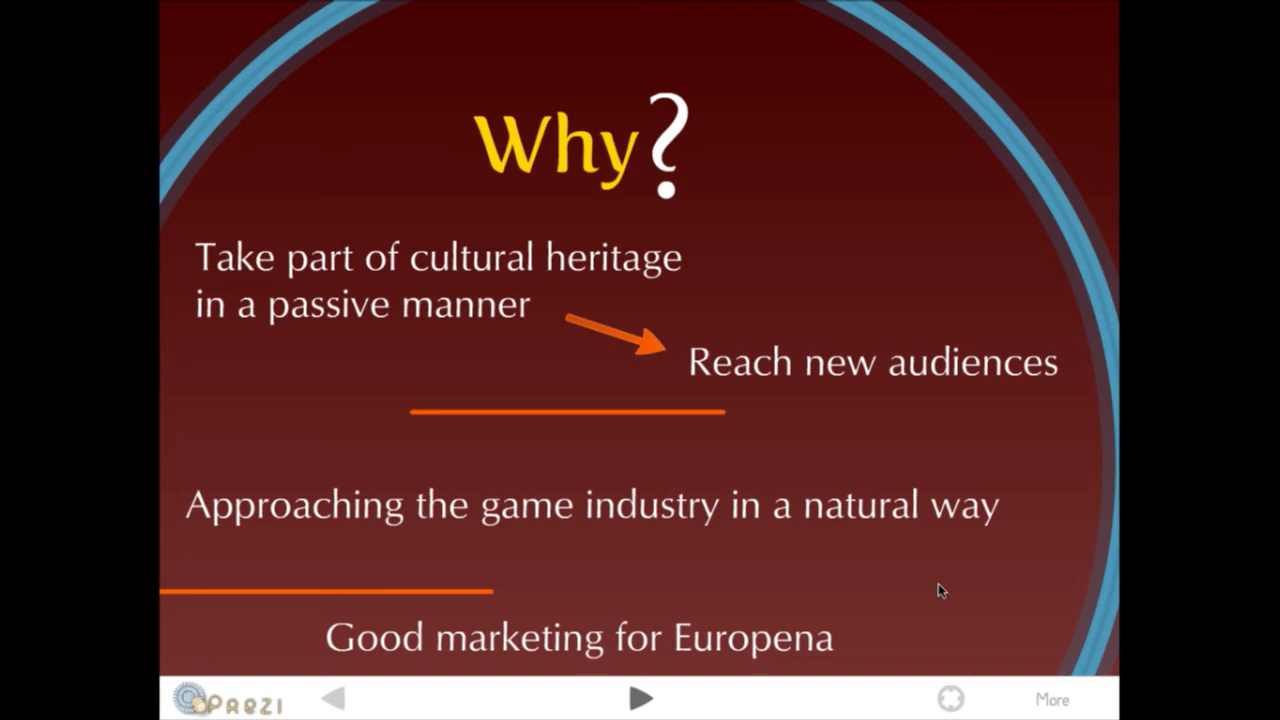 Why?
Take part of cultural heritage
in a passive manner
Reach new audiences
Approaching the game industry in a natural way
Good marketing for Europena
Prezi
More